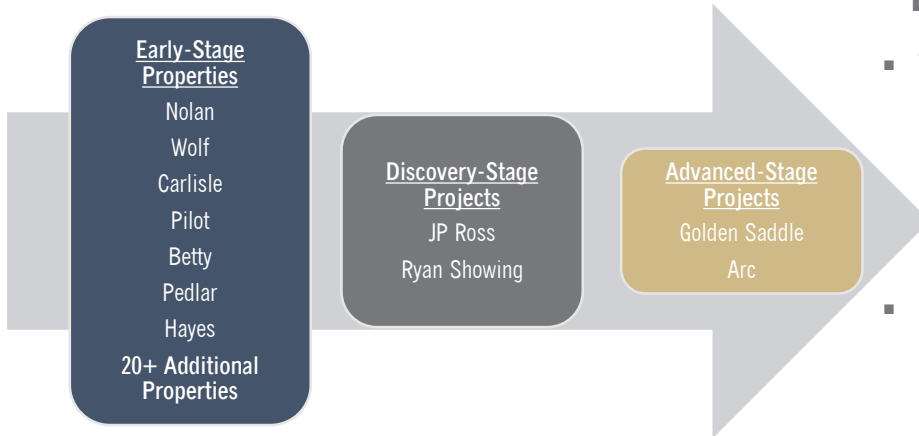 Early-Stage
Properties
Nolan
Wolf
Carlisle
Pilot
Betty
Pedlar
Hayes
20+ Additional
Properties
Discovery-Stage
Projects
JP Ross
Ryan Showing
Advanced-Stage
Projects
Golden Saddle
Arc